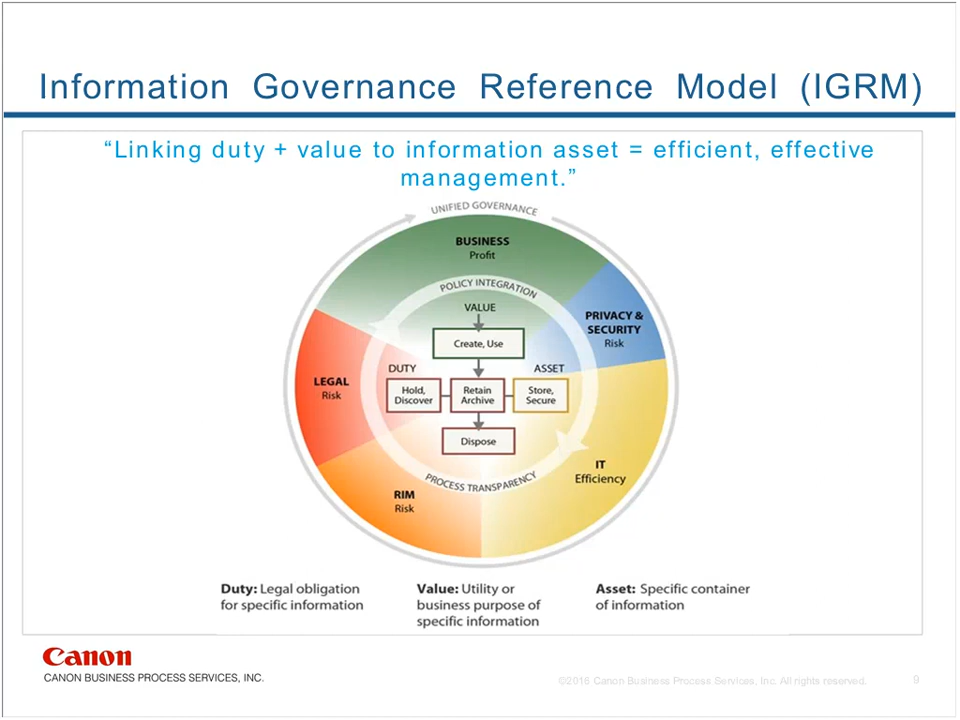 Information Governance Reference Model (IGRM)
“Linking duty + value to information asset = efficient, effective
management.”
UNIFIED GOVERNANCE
BUSINESS
Profit
POLICY INTEGRATION
VALUE
PRIVACY &
SECURITY
Risk
Create, Use
DUTY
ASSET
LEGAL
Risk
Hold,
Discover
Retain
Archive
Store,
Secure
Dispose
IT
Efficiency
PROCESS TRANSPARENCY
RIM
Risk
Duty: Legal obligation
for specific information
Value: Utility or
business purpose of
specific information
Asset: Specific container
of information
Canon
CANON BUSINESS PROCESS SERVICES, INC.
©2016 Canon Business Process Services, Inc. All rights reserved.
9